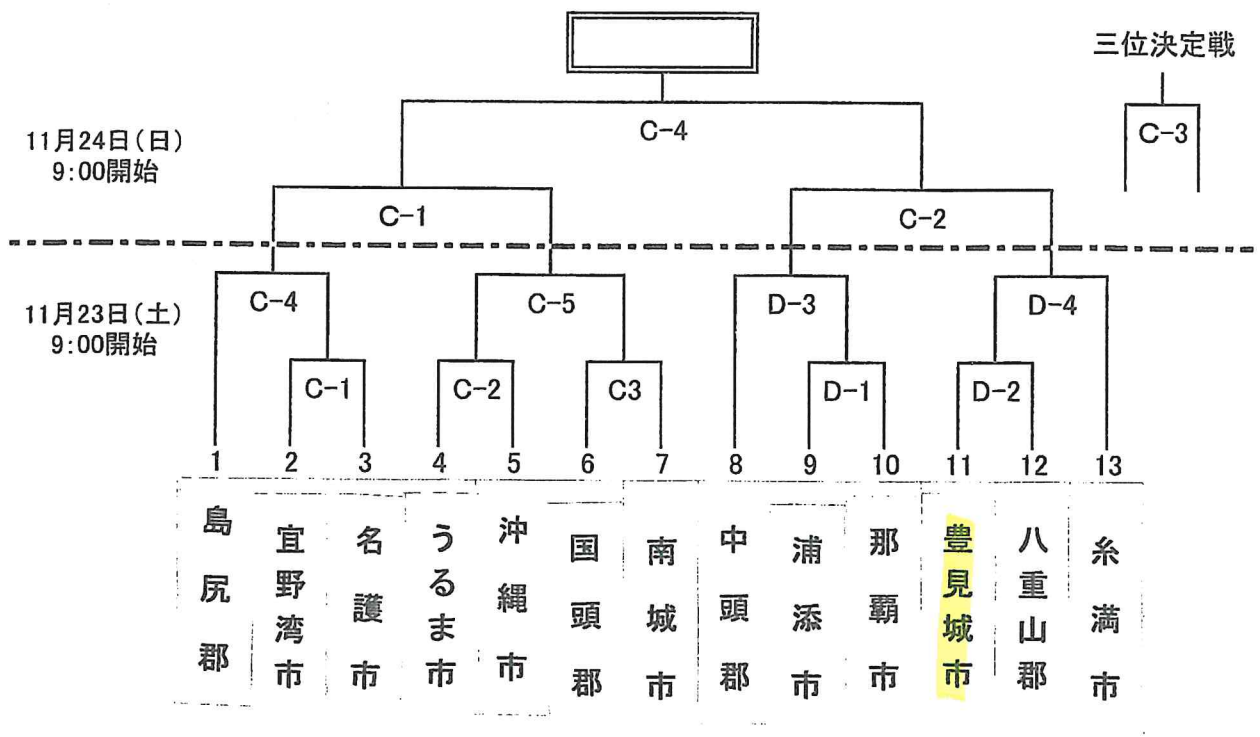 三位決定戦
C-4
C-3
11月24日(日)
9:00開始
C-1
C-2
C-4
C-5
D-3
D-4
11月23日(土)
9:00開始
C-1
C-2
C3
D-1
D-2
1 2 3 4 5 6 7 8 9 10 11 12 13
島尻郡
宜野湾市
名護市
うるま市
沖縄市
国頭郡
南城市
中頭郡
浦添市
那覇市
豊見城市
八重山郡
糸満市